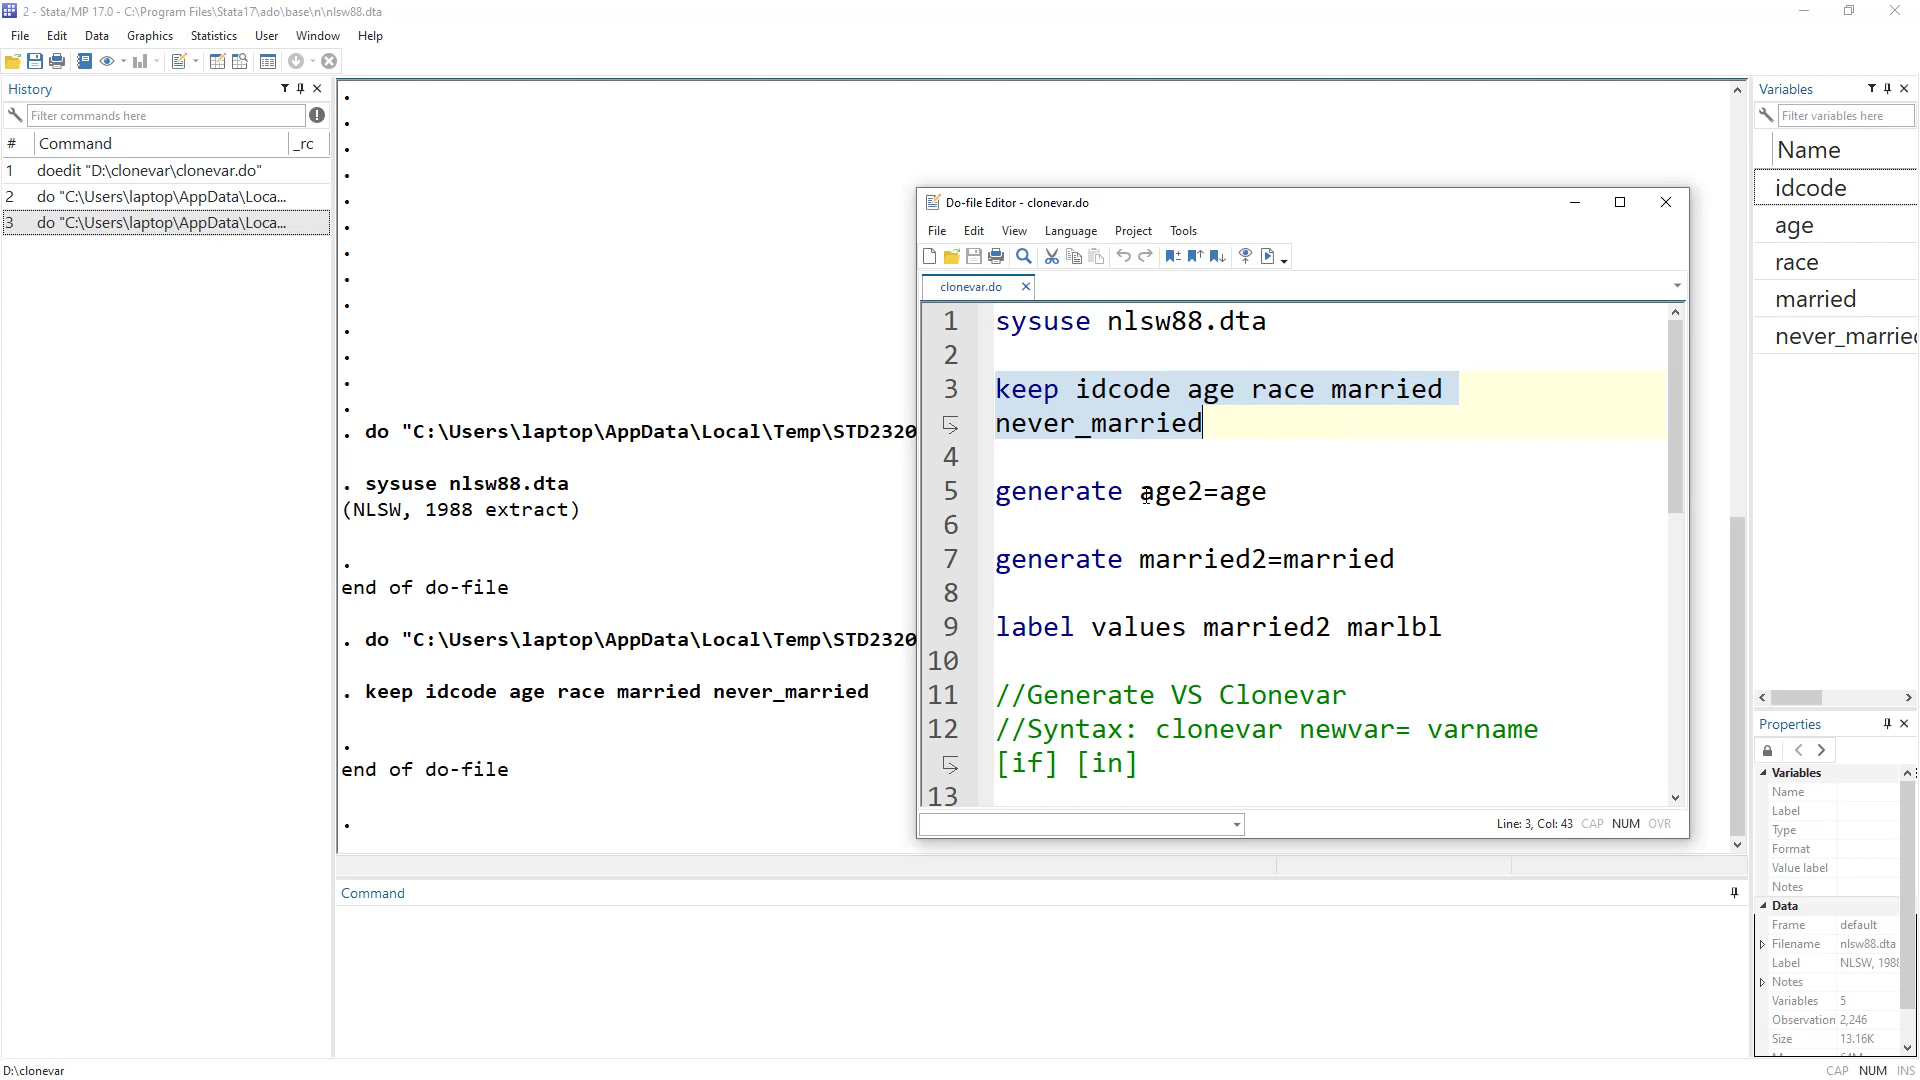 2 - Stata/MP 17.0 - C:\Program Files\Stata17\ado\base\n\nlsw88.dta
File Edit Data Graphics Statistics User Window Help
History
Filter commands here
# Command _rc
1 doedit "D:\clonevar\clonevar.do"
2 do "C:\Users\laptop\AppData\Loca...
3 do "C:\Users\laptop\AppData\Loca...
.
.
.
.
.
.
.
.
.
.
.
.
.
. do "C:\Users\laptop\AppData\Local\Temp\STD2320
. sysuse nlsw88.dta
(NLSW, 1988 extract)
.
end of do-file
. do "C:\Users\laptop\AppData\Local\Temp\STD2320
. keep idcode age race married never_married
.
end of do-file
.
Command
Do-file Editor - clonevar.do
File Edit View Language Project Tools
clonevar.do
1 sysuse nlsw88.dta
2
3 keep idcode age race married
never_married
4
5 generate age2=age
6
7 generate married2=married
8
9 label values married2 marlbl
10
11 //Generate VS Clonevar
12 //Syntax: clonevar newvar= varname
[if] [in]
13
Line: 3, Col: 43 CAP NUM OVR
Variables
Filter variables here
Name
idcode
age
race
married
never_married
Properties
Variables
Name
Label
Type
Format
Value label
Notes
Data
Frame default
Filename nlsw88.dta
Label NLSW, 1988
Notes
Variables 5
Observation 2,246
Size 13.16K
D:\clonevar
CAP NUM INS